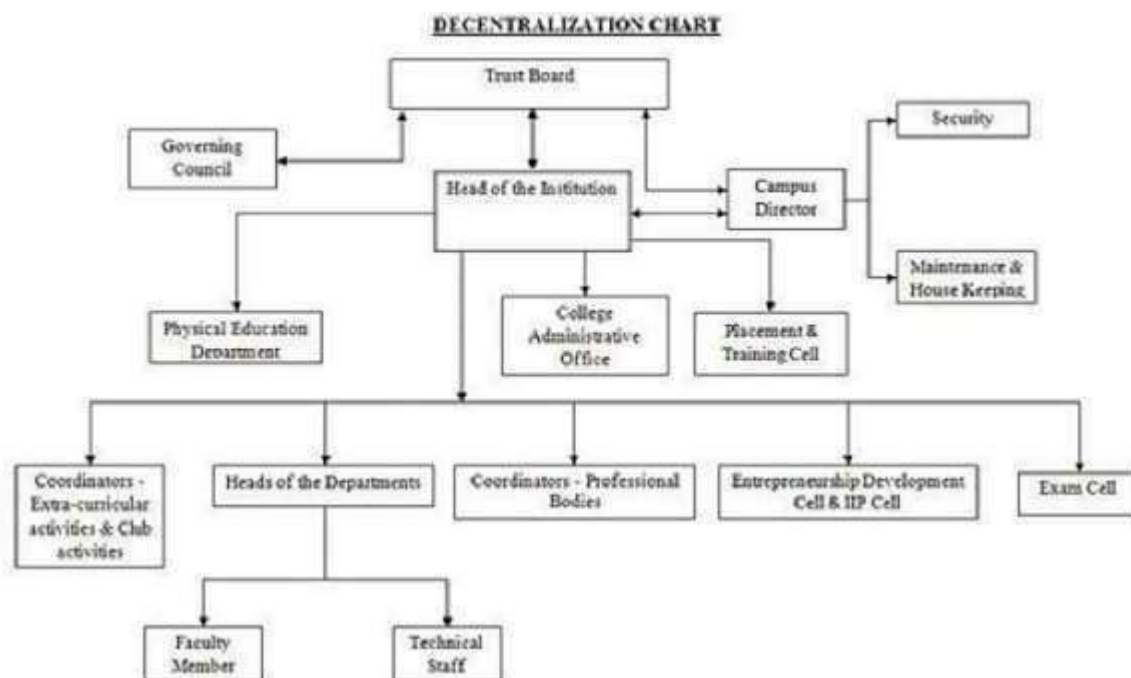 DECENTRALIZATION CHART
Trust Board
Governing
Council
Security
Head of the Institution
Campus
Director
Maintenance &
House Keeping
Physical Education
Department
College
Administrative
Office
Placement &
Training Cell
Coordinators -
Extra-curricular
activities & Club
activities
Heads of the Departments
Coordinators - Professional
Bodies
Entrepreneurship Development
Cell & IIP Cell
Exam Cell
Faculty
Member
Technical
Staff